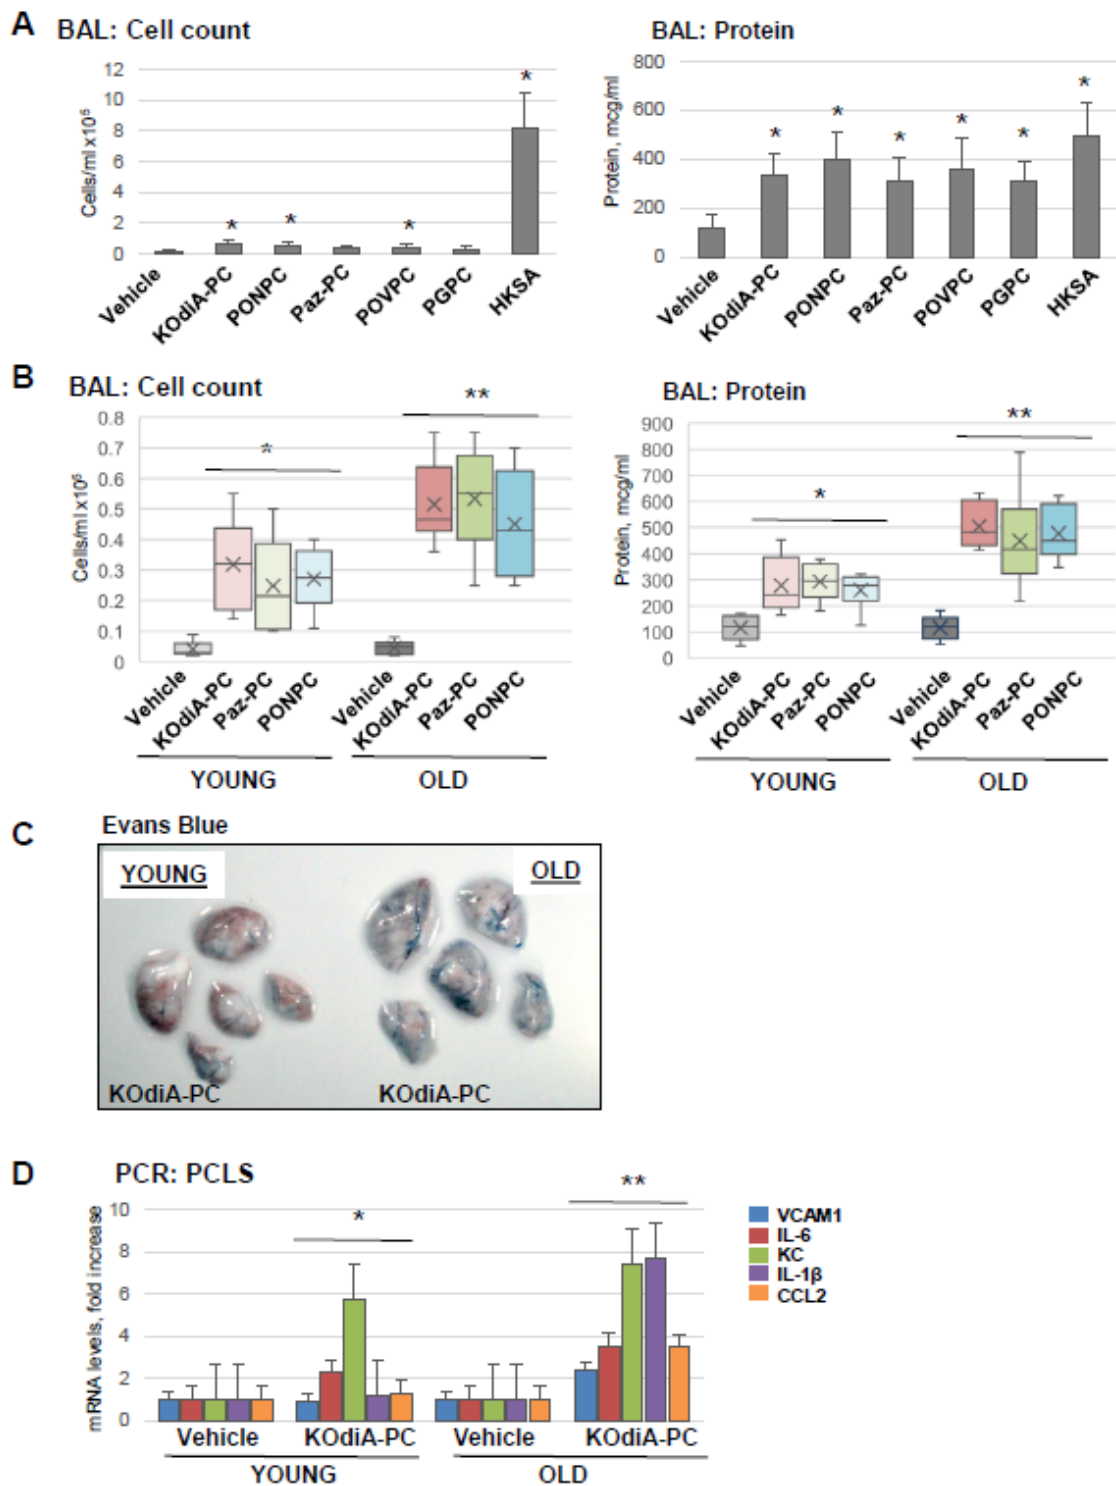 A
BAL: Cell count
Cells/ml x10⁵
12
10
8
6
4
2
0
*
*
*
*
Vehicle
KOdiA-PC
PONPC
Paz-PC
POVPC
PGPC
HKSA
BAL: Protein
Protein, mcg/ml
800
600
400
200
0
*
*
*
*
*
*
Vehicle
KOdiA-PC
PONPC
Paz-PC
POVPC
PGPC
HKSA
B
BAL: Cell count
Cells/ml x10⁵
0.8
0.7
0.6
0.5
0.4
0.3
0.2
0.1
0
*
**
Vehicle
KOdiA-PC
Paz-PC
PONPC
Vehicle
KOdiA-PC
Paz-PC
PONPC
YOUNG
OLD
BAL: Protein
Protein, mcg/ml
900
800
700
600
500
400
300
200
100
0
*
**
Vehicle
KOdiA-PC
Paz-PC
PONPC
Vehicle
KOdiA-PC
Paz-PC
PONPC
YOUNG
OLD
C
Evans Blue
YOUNG
OLD
KOdiA-PC
KOdiA-PC
D
PCR: PCLS
mRNA levels, fold increase
10
8
6
4
2
0
*
**
VCAM1
IL-6
KC
IL-1β
CCL2
Vehicle
KOdiA-PC
Vehicle
KOdiA-PC
YOUNG
OLD